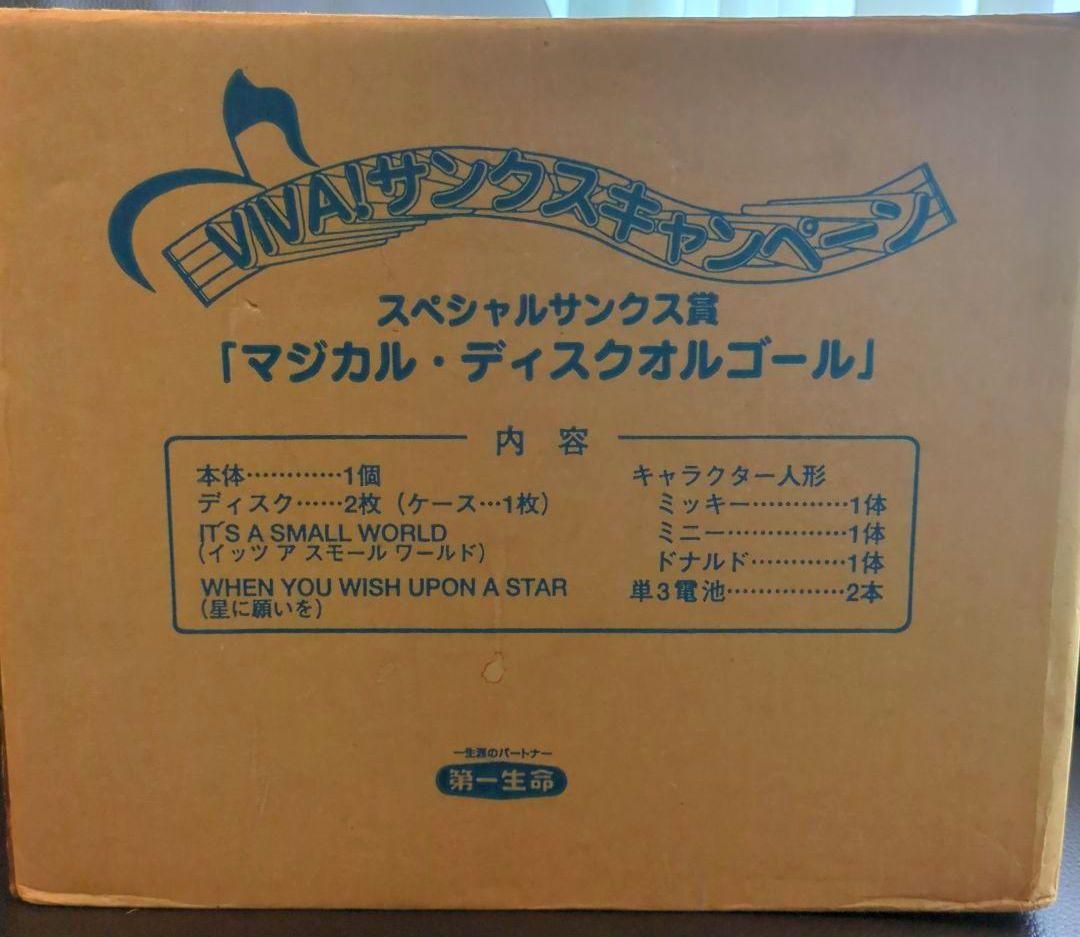 VIVA!サンクスキャンペーン
スペシャルサンクス賞
「マジカル・ディスクオルゴール」
内 容
本体…………1個
ディスク……2枚（ケース…1枚）
IT'S A SMALL WORLD
（イッツ ア スモール ワールド）
WHEN YOU WISH UPON A STAR
（星に願いを）
キャラクター人形
ミッキー…………1体
ミニー……………1体
ドナルド…………1体
単3電池……………2本
一生涯のパートナー
第一生命